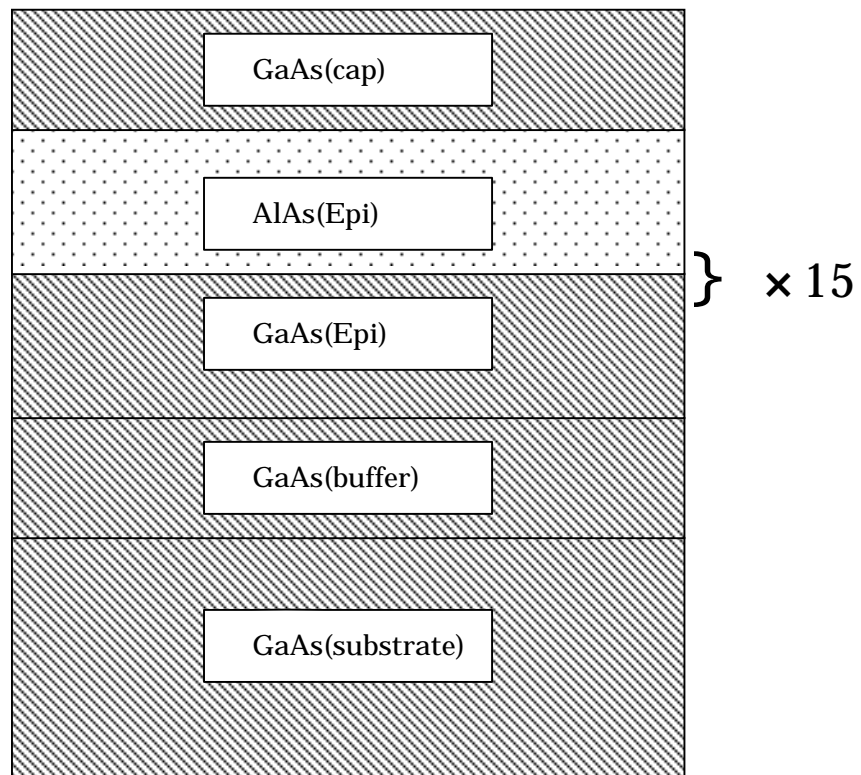 GaAs(cap)
AlAs(Epi)
} × 15
GaAs(Epi)
GaAs(buffer)
GaAs(substrate)